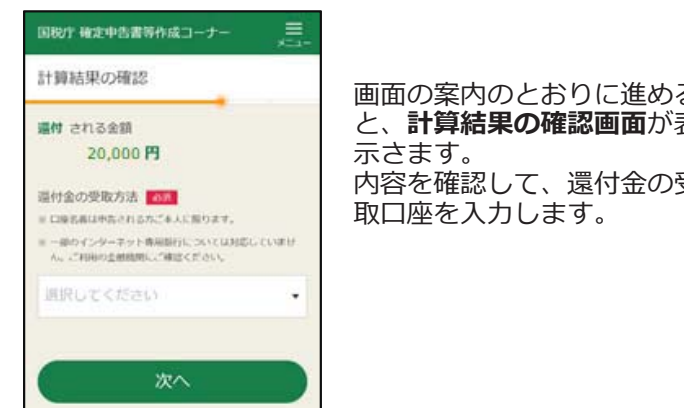 国税庁 確定申告書等作成コーナー
メニュー
計算結果の確認
還付 される金額
20,000 円
還付金の受取方法 必須
※ 口座名義は申告される方ご本人に限ります。
※ 一部のインターネット専用銀行については対応していませ
ん。ご利用の金融機関にご確認ください。
選択してください
次へ
画面の案内のとおりに進める
と、計算結果の確認画面が表
示さます。
内容を確認して、還付金の受
取口座を入力します。